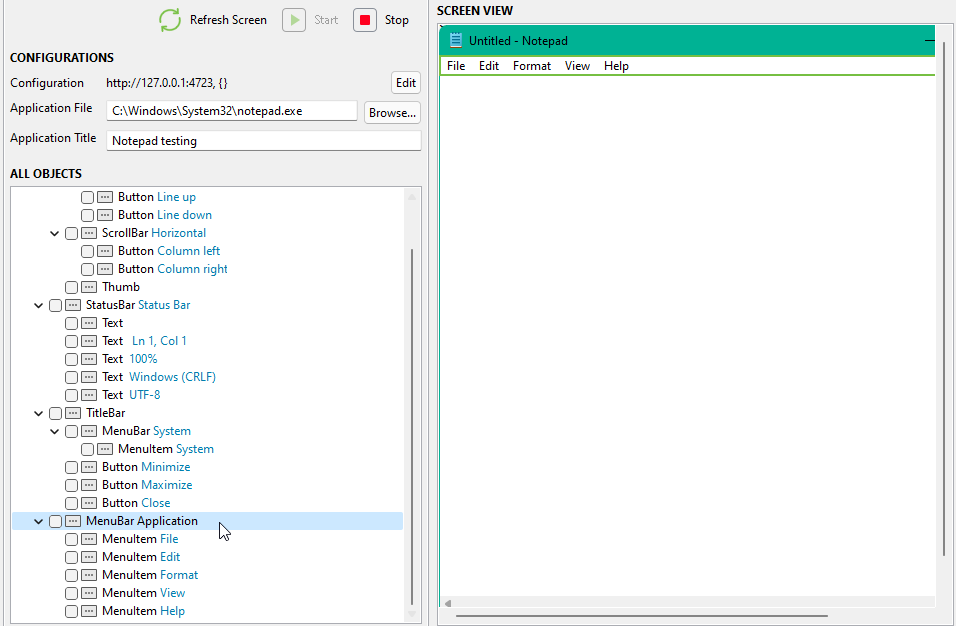 Refresh Screen Start Stop
CONFIGURATIONS
Configuration http://127.0.0.1:4723, {} Edit
Application File C:\Windows\System32\notepad.exe Browse...
Application Title Notepad testing
ALL OBJECTS
Button Line up
Button Line down
ScrollBar Horizontal
Button Column left
Button Column right
Thumb
StatusBar Status Bar
Text
Text Ln 1, Col 1
Text 100%
Text Windows (CRLF)
Text UTF-8
TitleBar
MenuBar System
MenuItem System
Button Minimize
Button Maximize
Button Close
MenuBar Application
MenuItem File
MenuItem Edit
MenuItem Format
MenuItem View
MenuItem Help
SCREEN VIEW
Untitled - Notepad
File Edit Format View Help